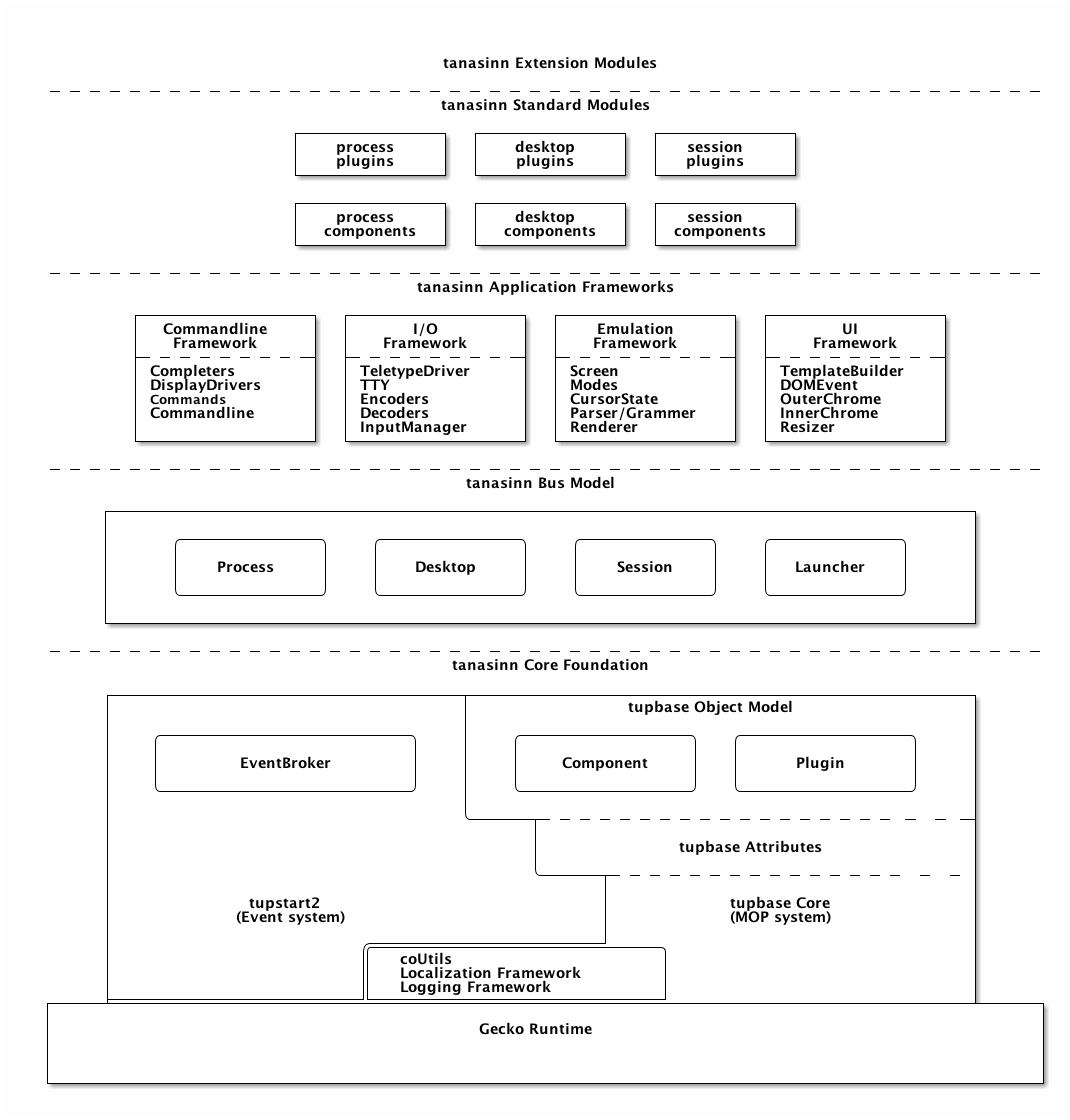 tanasinn Extension Modules
tanasinn Standard Modules
process
plugins
desktop
plugins
session
plugins
process
components
desktop
components
session
components
tanasinn Application Frameworks
Commandline
Framework
Completers
DisplayDrivers
Commands
Commandline
I/O
Framework
TeletypeDriver
TTY
Encoders
Decoders
InputManager
Emulation
Framework
Screen
Modes
CursorState
Parser/Grammer
Renderer
UI
Framework
TemplateBuilder
DOMEvent
OuterChrome
InnerChrome
Resizer
tanasinn Bus Model
Process
Desktop
Session
Launcher
tanasinn Core Foundation
tupbase Object Model
EventBroker
Component
Plugin
tupbase Attributes
tupstart2
(Event system)
tupbase Core
(MOP system)
coUtils
Localization Framework
Logging Framework
Gecko Runtime